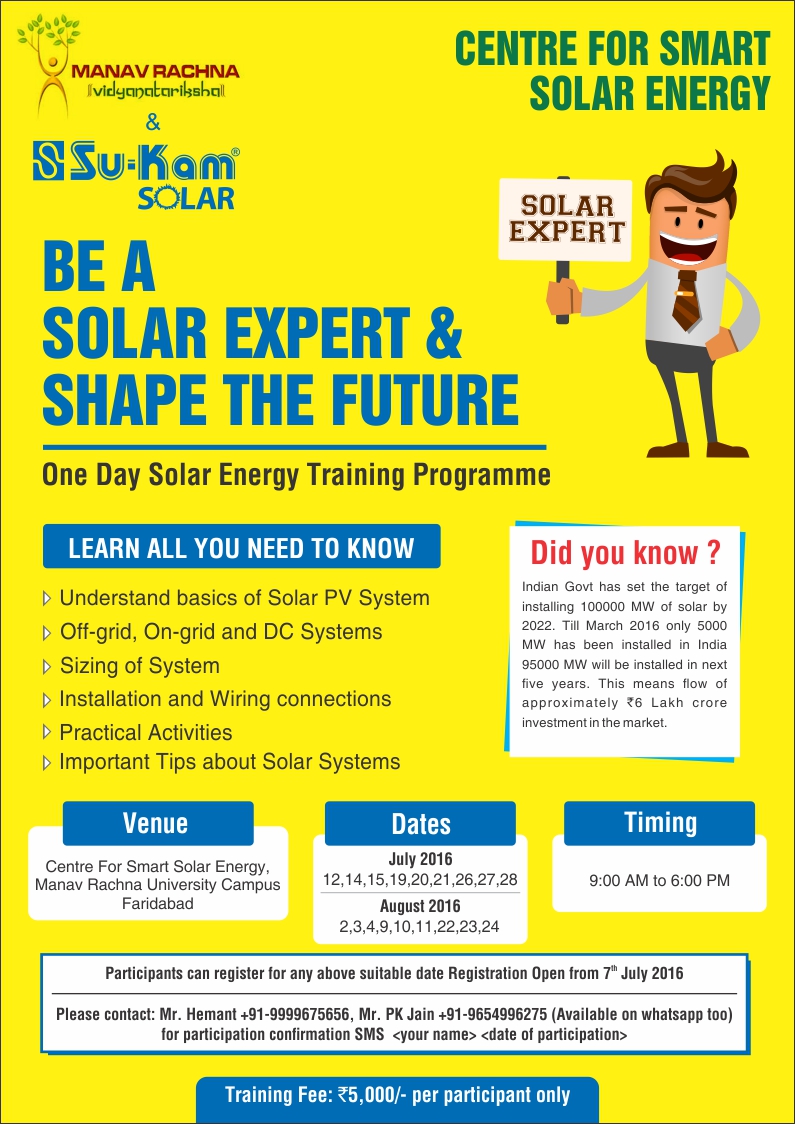 MANAV RACHNA
vidyanatariksha
&
Su-Kam®
SOLAR
CENTRE FOR SMART
SOLAR ENERGY
SOLAR
EXPERT
BE A
SOLAR EXPERT &
SHAPE THE FUTURE
One Day Solar Energy Training Programme
LEARN ALL YOU NEED TO KNOW
Understand basics of Solar PV System
Off-grid, On-grid and DC Systems
Sizing of System
Installation and Wiring connections
Practical Activities
Important Tips about Solar Systems
Did you know ?
Indian Govt has set the target of
installing 100000 MW of solar by
2022. Till March 2016 only 5000
MW has been installed in India
95000 MW will be installed in next
five years. This means flow of
approximately ₹6 Lakh crore
investment in the market.
Venue
Centre For Smart Solar Energy,
Manav Rachna University Campus
Faridabad
Dates
July 2016
12,14,15,19,20,21,26,27,28
August 2016
2,3,4,9,10,11,22,23,24
Timing
9:00 AM to 6:00 PM
Participants can register for any above suitable date Registration Open from 7th July 2016
Please contact: Mr. Hemant +91-9999675656, Mr. PK Jain +91-9654996275 (Available on whatsapp too)
for participation confirmation SMS <your name> <date of participation>
Training Fee: ₹5,000/- per participant only